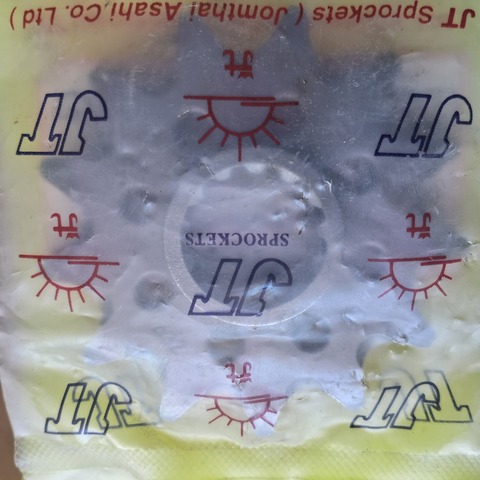 JT JT
JT
SPROCKETS
JT JT
JT Sprockets ( Jomthai Asahi.Co. Ltd )